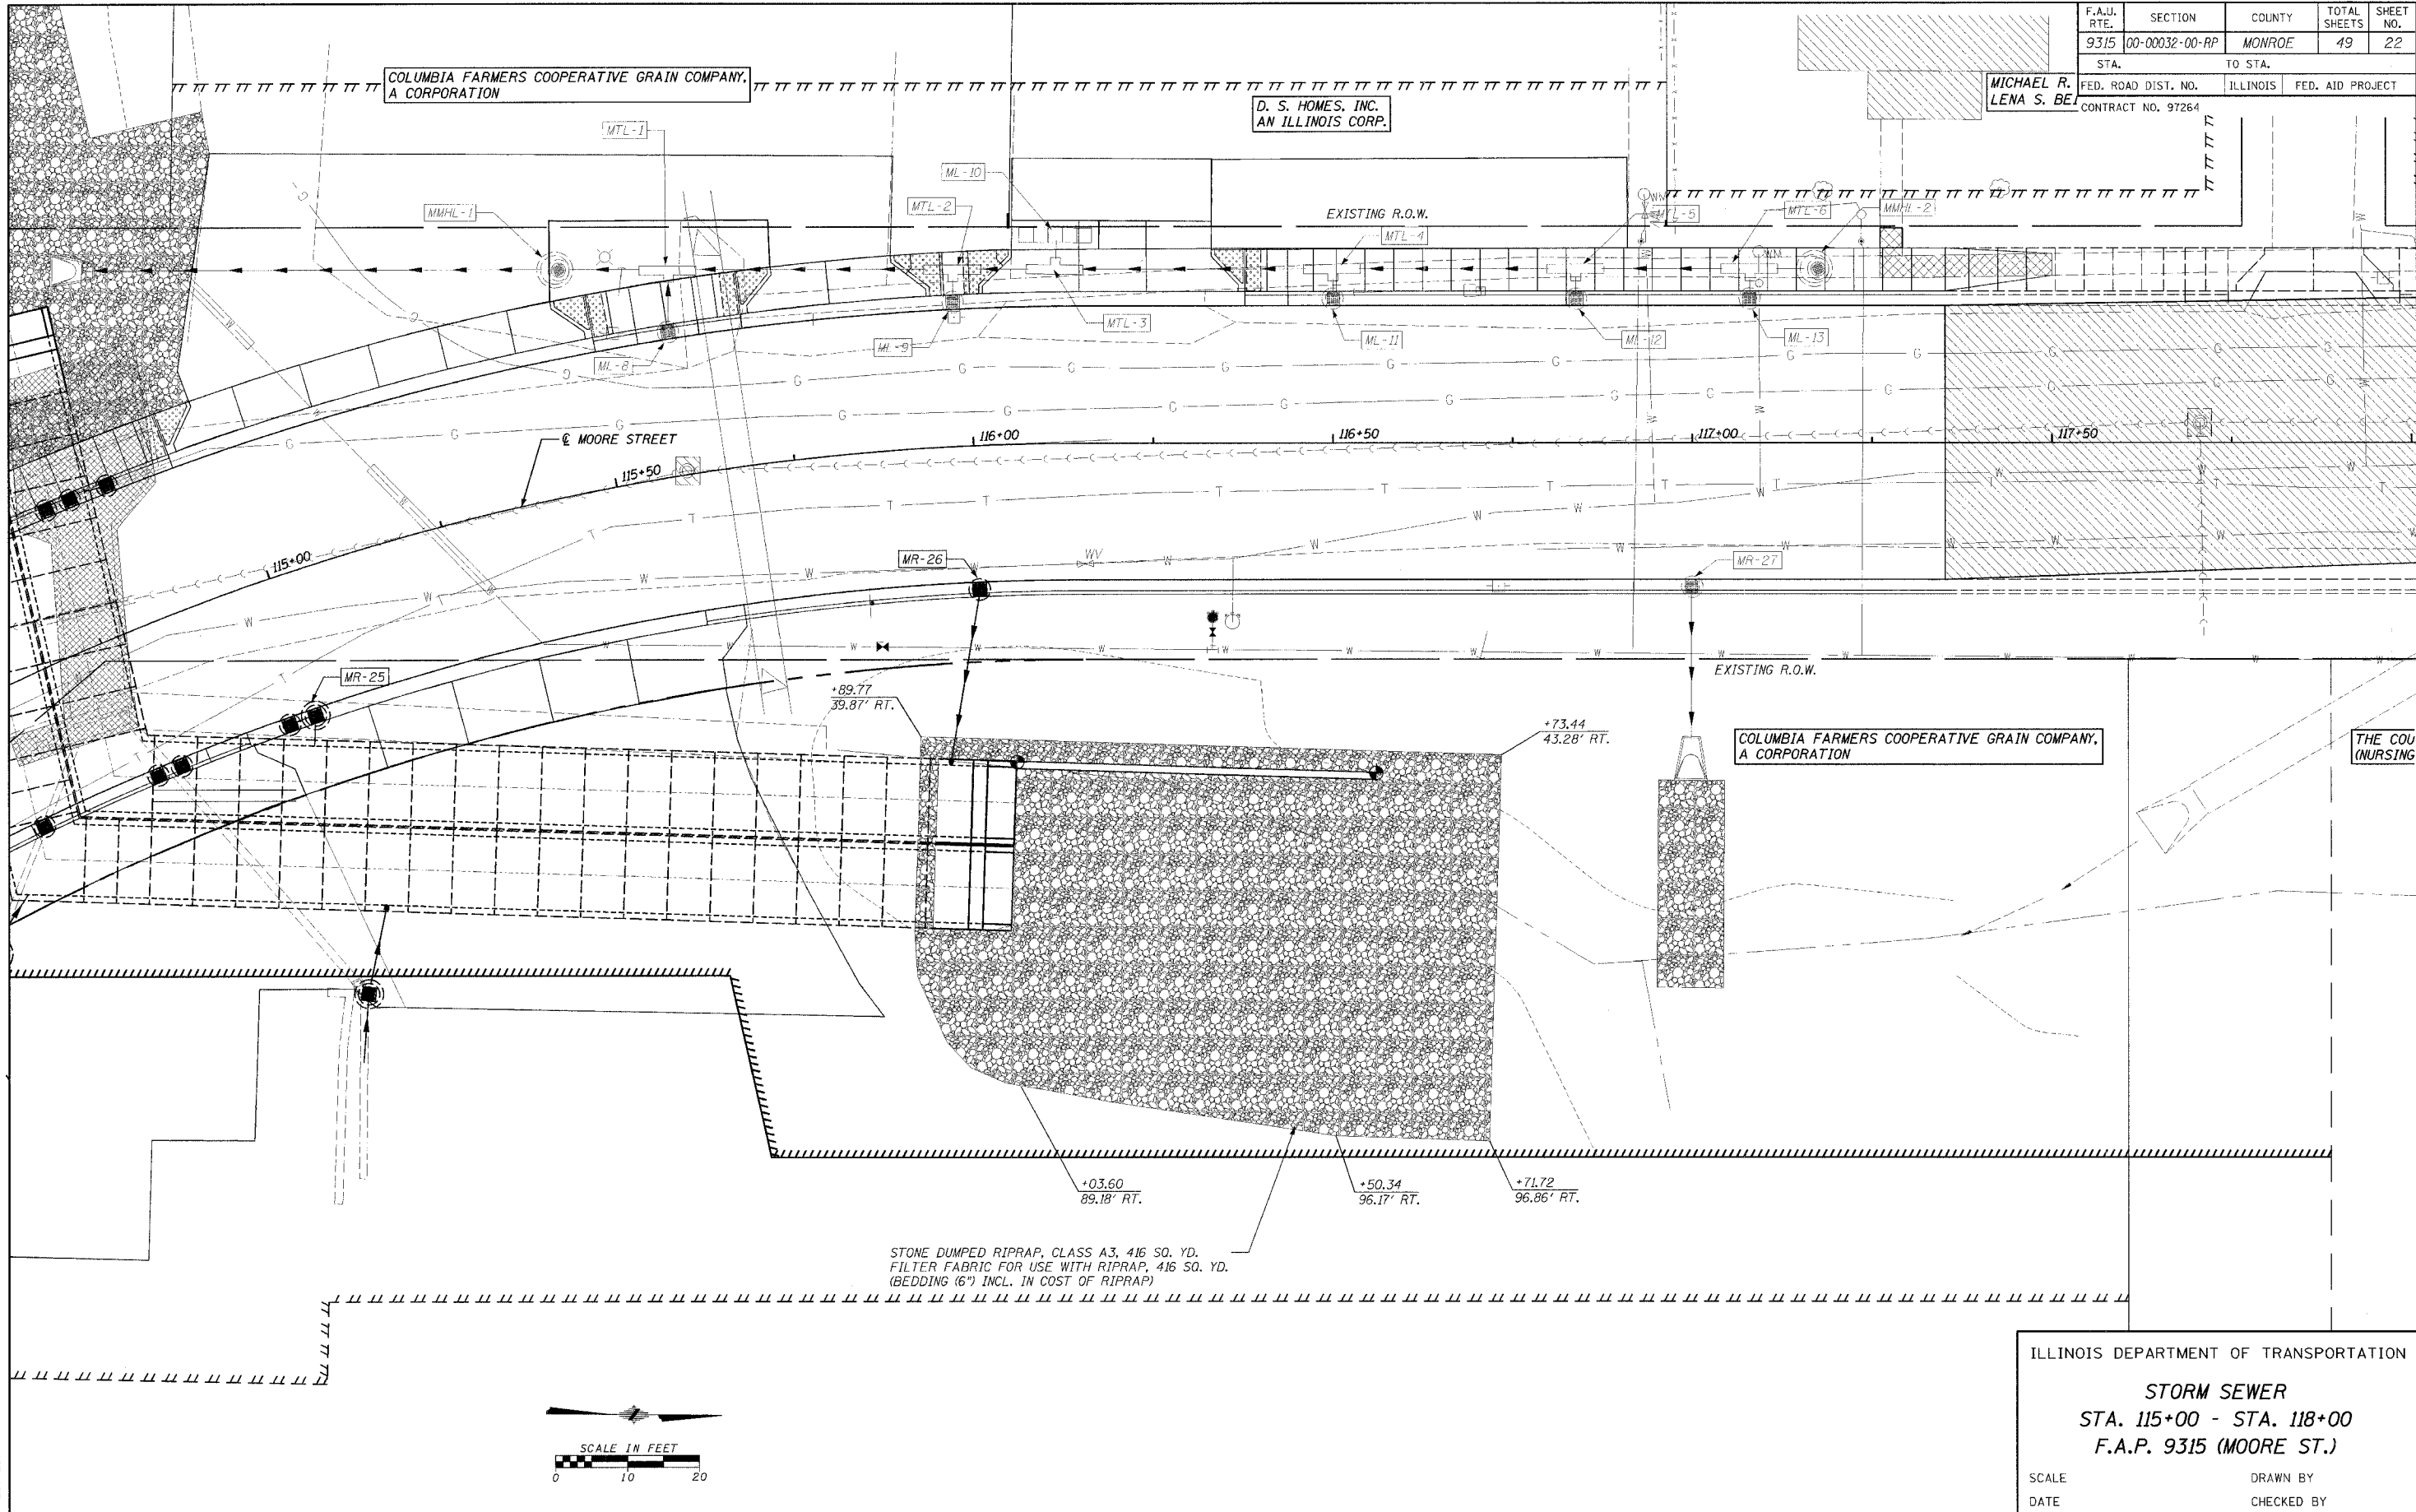 F.A.U. RTE. SECTION COUNTY TOTAL SHEETS SHEET NO.
9315 00-00032-00-RP MONROE 49 22
STA. TO STA.
FED. ROAD DIST. NO. ILLINOIS FED. AID PROJECT
CONTRACT NO. 97264
COLUMBIA FARMERS COOPERATIVE GRAIN COMPANY,
A CORPORATION
D. S. HOMES, INC.
AN ILLINOIS CORP.
MICHAEL R.
LENA S.
MTL-1
ML-10
MMHL-1
MTL-2
EXISTING R.O.W.
MTL-4
MTL-5
MTL-6
MMHL-2
MTL-3
ML-9
ML-8
ML-11
ML-12
ML-13
℄ MOORE STREET
115+00
115+50
116+00
116+50
117+00
117+50
WV
MR-26
MR-27
MR-25
EXISTING R.O.W.
+89.77
39.87' RT.
+73.44
43.28' RT.
COLUMBIA FARMERS COOPERATIVE GRAIN COMPANY,
A CORPORATION
THE COU
(NURSING
+03.60
89.18' RT.
+50.34
96.17' RT.
+71.72
96.86' RT.
STONE DUMPED RIPRAP, CLASS A3, 416 SQ. YD.
FILTER FABRIC FOR USE WITH RIPRAP, 416 SQ. YD.
(BEDDING (6") INCL. IN COST OF RIPRAP)
SCALE IN FEET
0 10 20
ILLINOIS DEPARTMENT OF TRANSPORTATION
STORM SEWER
STA. 115+00 - STA. 118+00
F.A.P. 9315 (MOORE ST.)
SCALE DRAWN BY
DATE CHECKED BY